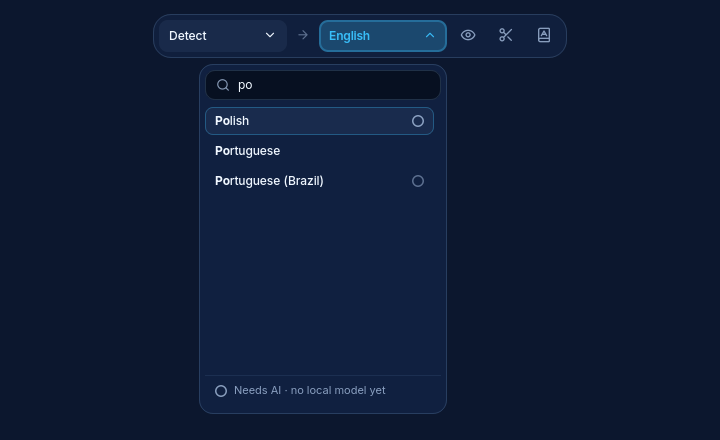 Detect
English
po
Polish
Portuguese
Portuguese (Brazil)
Needs AI · no local model yet